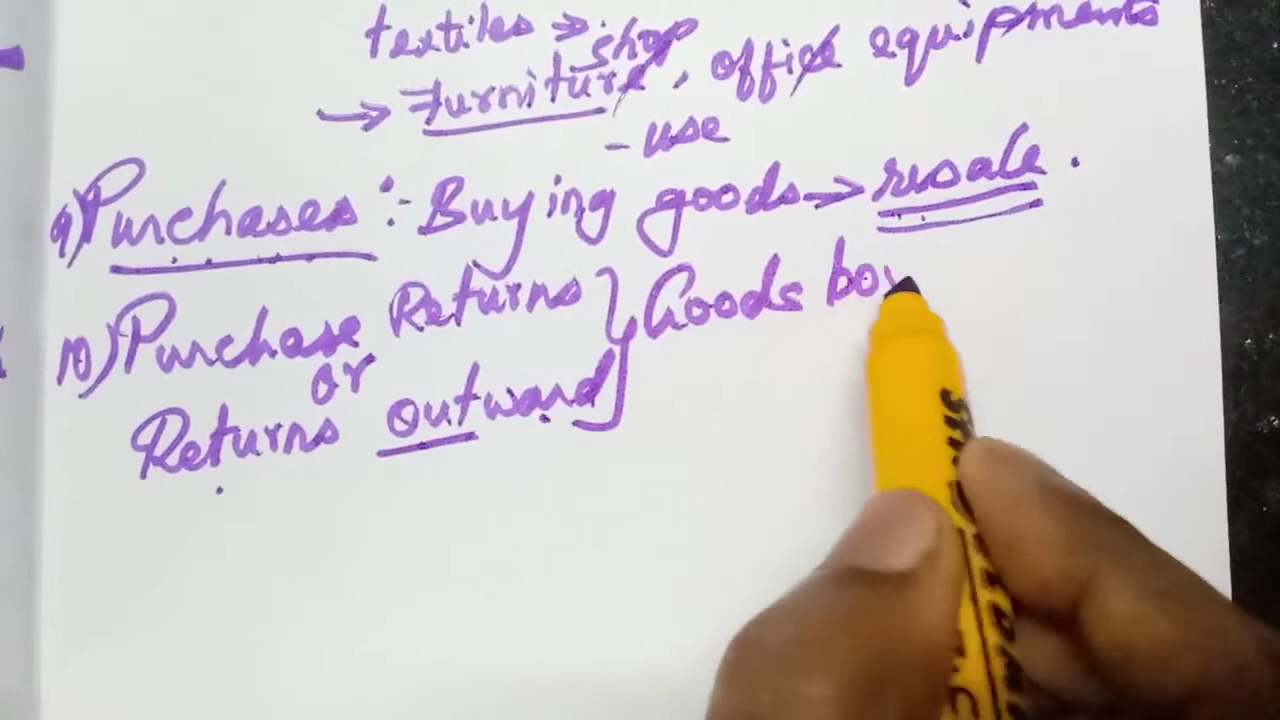 textiles → shop
→ Furniture, office equipments
- use
9) Purchases :- Buying goods → resale.
10) Purchase Returns } Goods bo
or
Returns outward